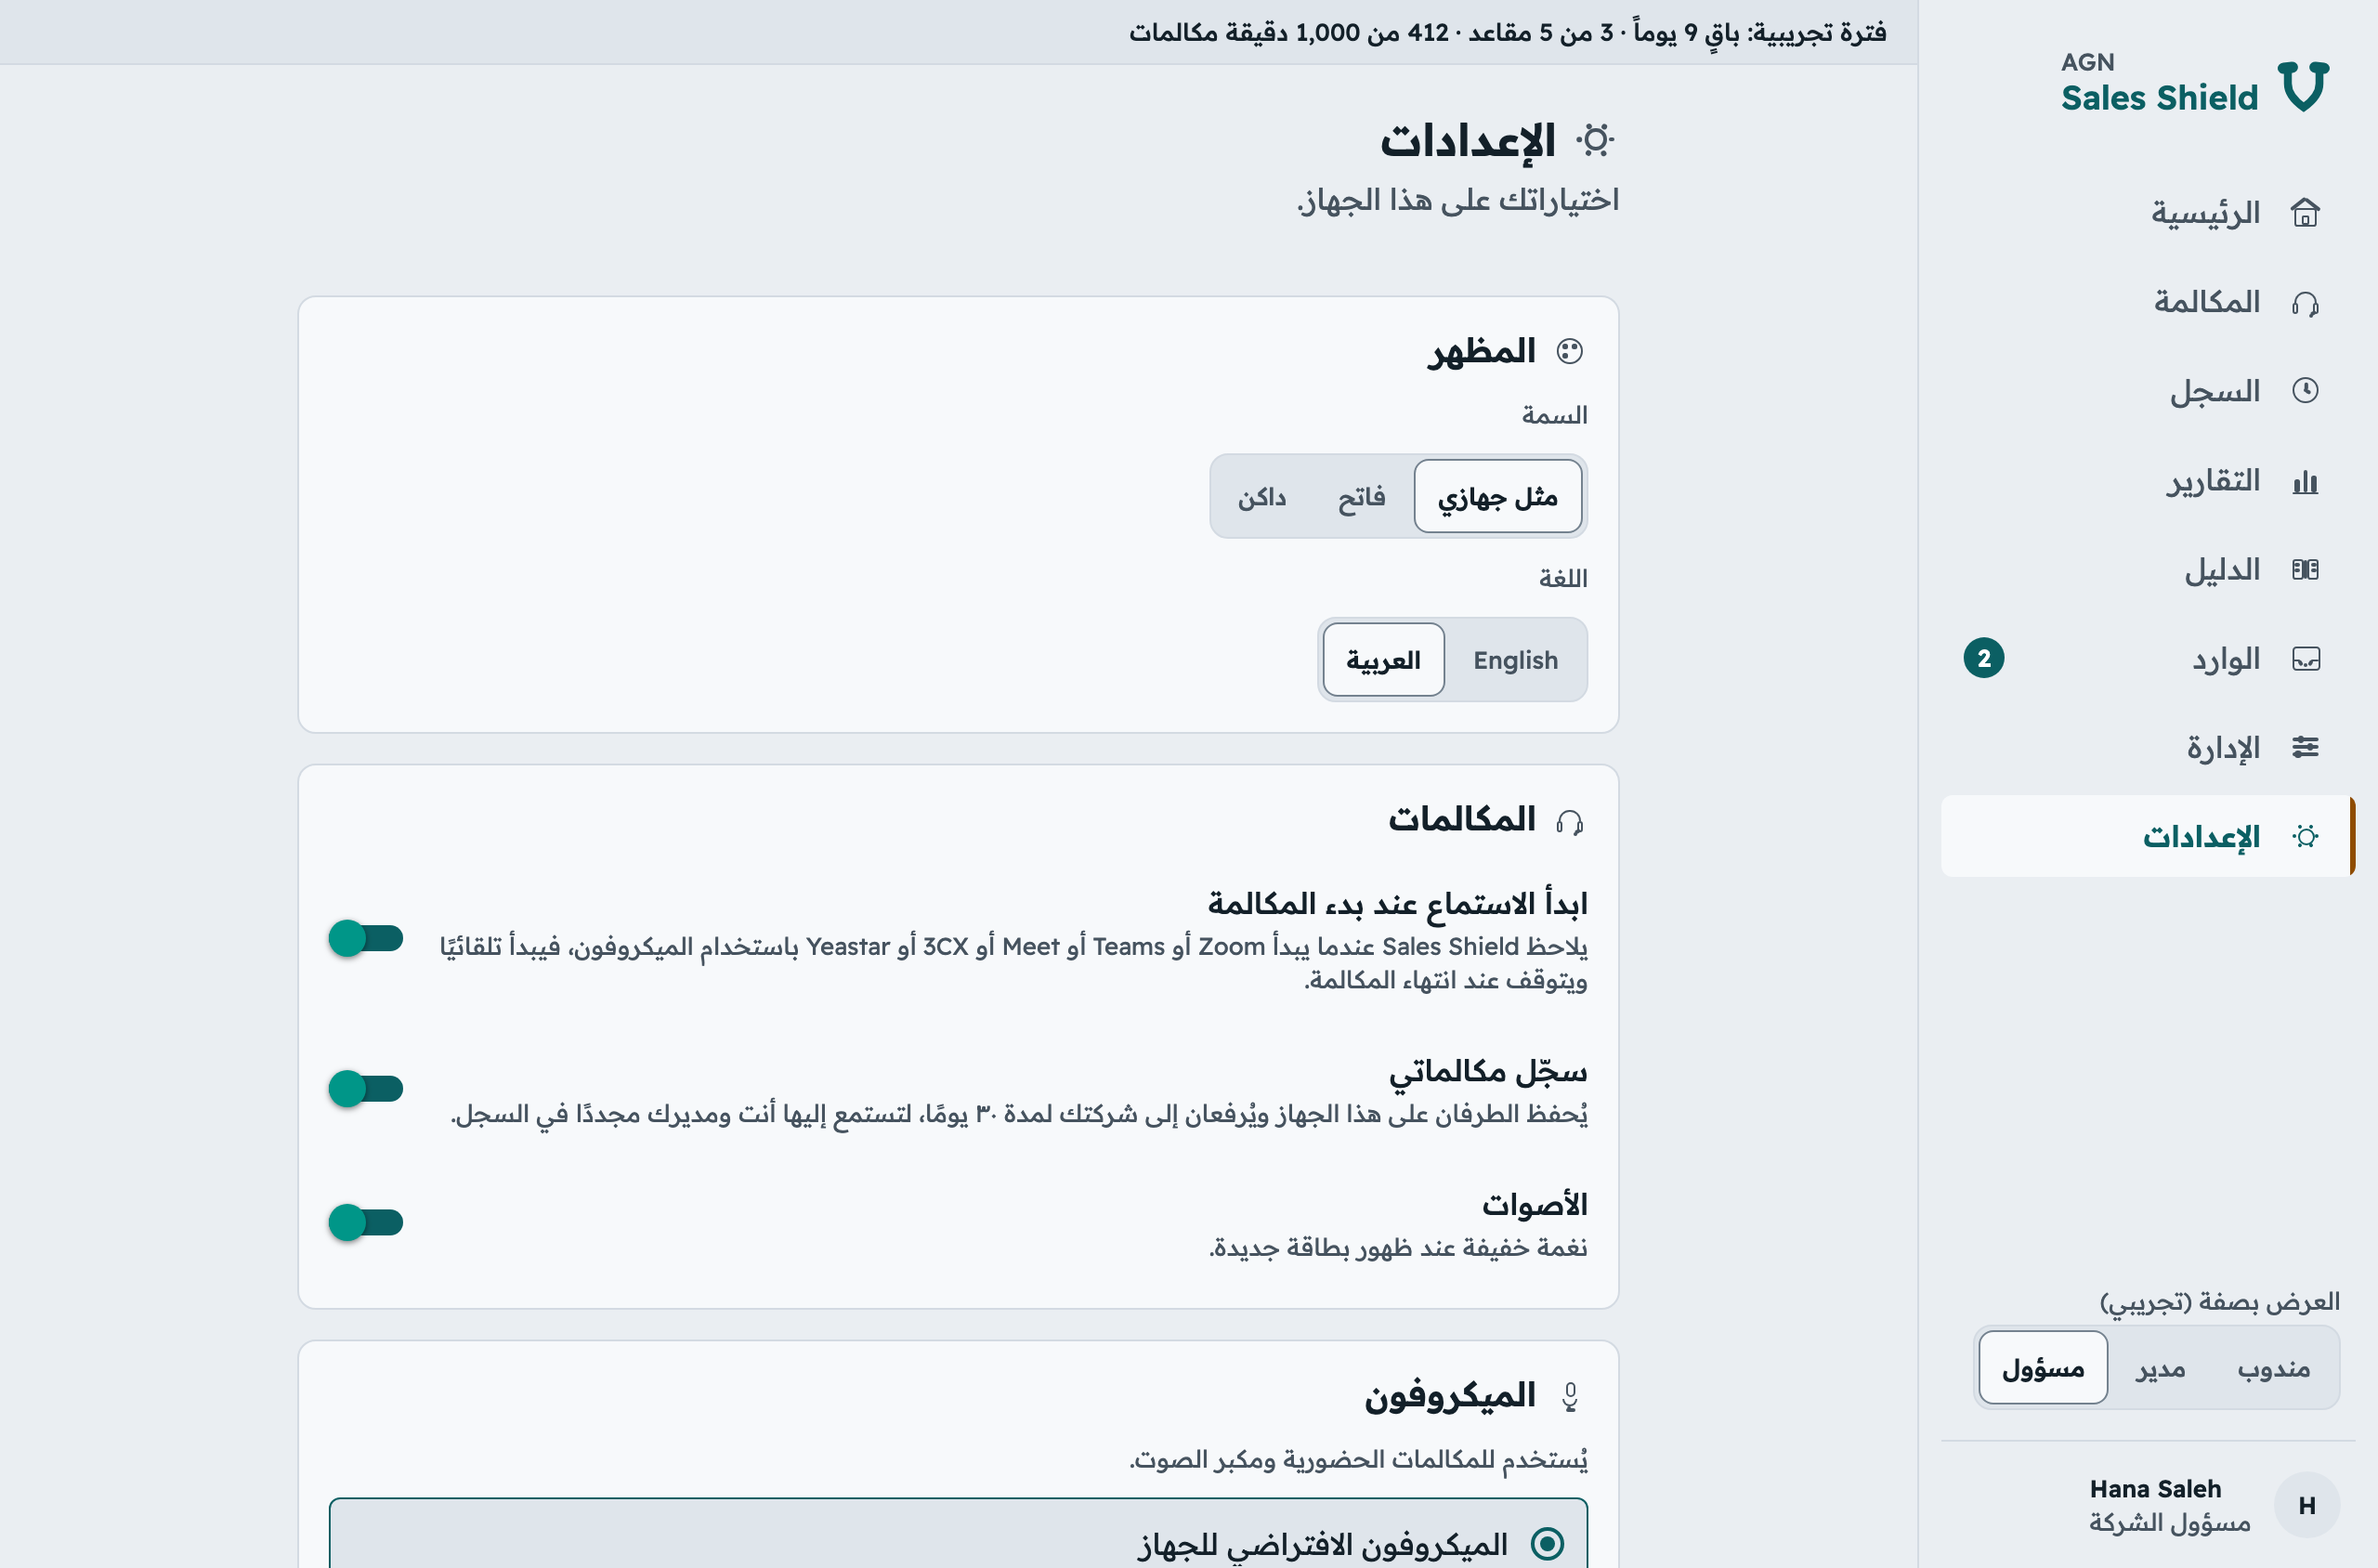 فترة تجريبية: باقٍ 9 يوماً · 3 من 5 مقاعد · 412 من 1,000 دقيقة مكالمات
AGN
Sales Shield
الرئيسية
المكالمة
السجل
التقارير
الدليل
الوارد
2
الإدارة
الإعدادات
العرض بصفة (تجريبي)
مندوب
مدير
مسؤول
H
Hana Saleh
مسؤول الشركة
الإعدادات
اختياراتك على هذا الجهاز.
المظهر
السمة
مثل جهازي
فاتح
داكن
اللغة
English
العربية
المكالمات
ابدأ الاستماع عند بدء المكالمة
يلاحظ Sales Shield عندما يبدأ Zoom أو Teams أو Meet أو 3CX أو Yeastar باستخدام الميكروفون، فيبدأ تلقائيًا
ويتوقف عند انتهاء المكالمة.
سجّل مكالماتي
يُحفظ الطرفان على هذا الجهاز ويُرفعان إلى شركتك لمدة ٣٠ يومًا، لتستمع إليها أنت ومديرك مجددًا في السجل.
الأصوات
نغمة خفيفة عند ظهور بطاقة جديدة.
الميكروفون
يُستخدم للمكالمات الحضورية ومكبر الصوت.
الميكروفون الافتراضي للجهاز